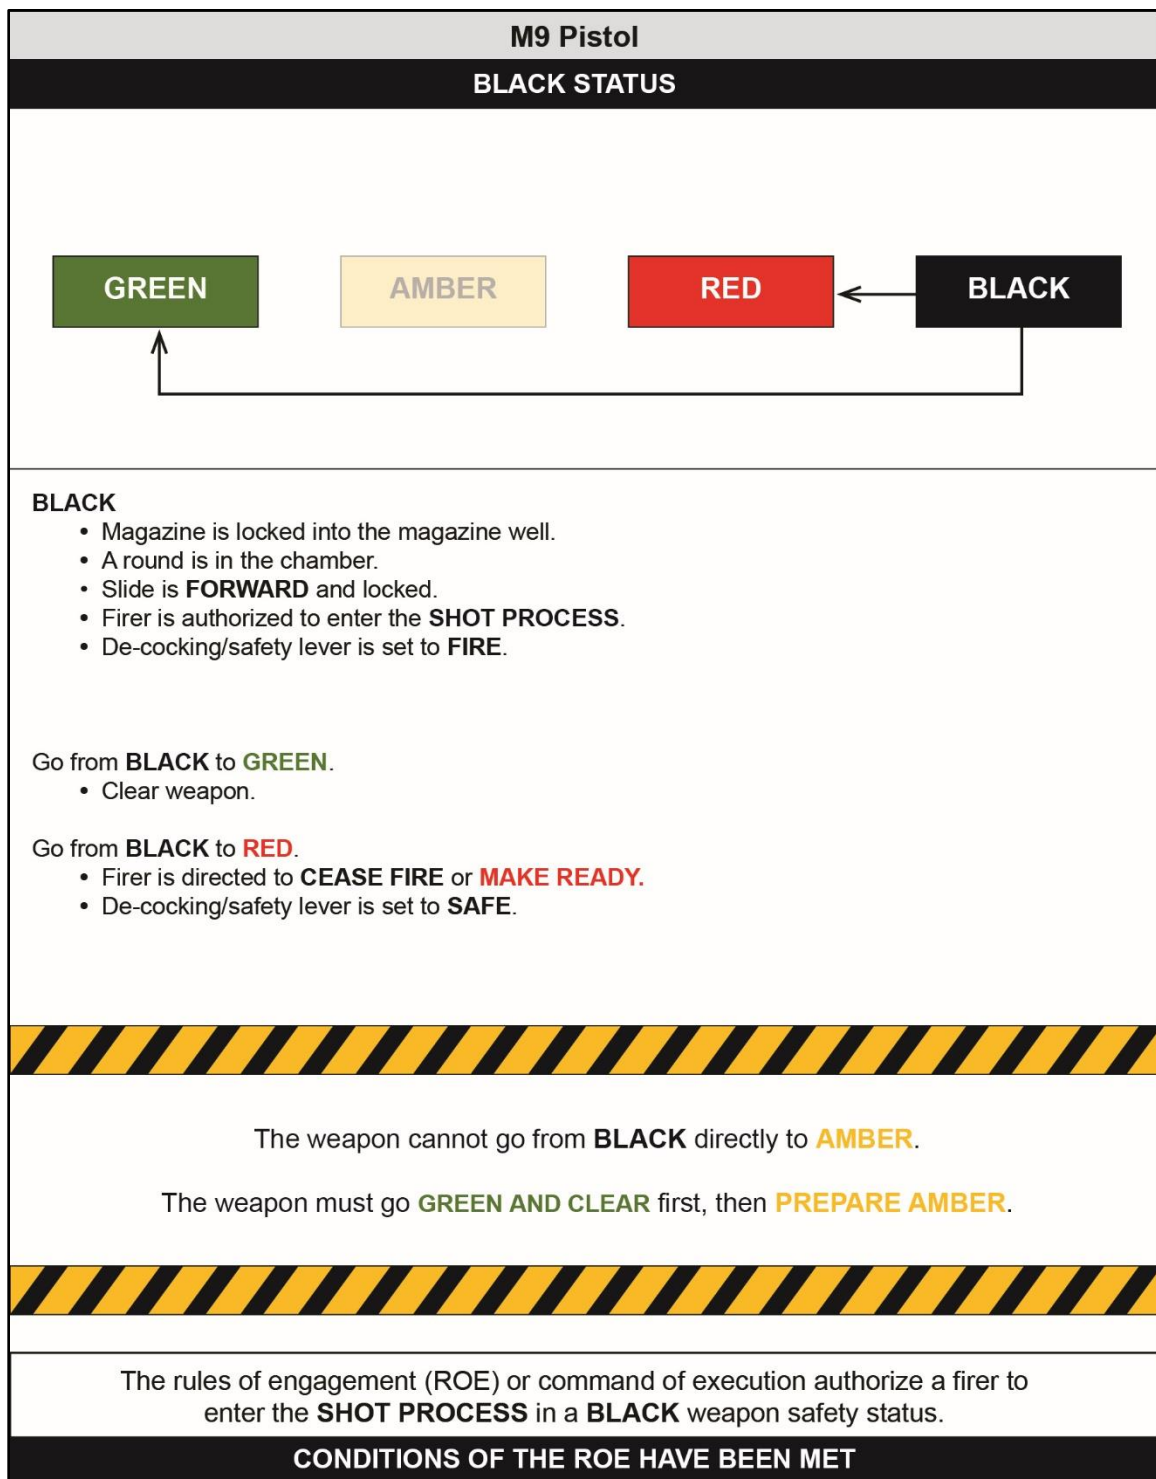 M9 Pistol
BLACK STATUS
GREEN
AMBER
RED
BLACK
BLACK
• Magazine is locked into the magazine well.
• A round is in the chamber.
• Slide is FORWARD and locked.
• Firer is authorized to enter the SHOT PROCESS.
• De-cocking/safety lever is set to FIRE.
Go from BLACK to GREEN.
• Clear weapon.
Go from BLACK to RED.
• Firer is directed to CEASE FIRE or MAKE READY.
• De-cocking/safety lever is set to SAFE.
The weapon cannot go from BLACK directly to AMBER.
The weapon must go GREEN AND CLEAR first, then PREPARE AMBER.
The rules of engagement (ROE) or command of execution authorize a firer to
enter the SHOT PROCESS in a BLACK weapon safety status.
CONDITIONS OF THE ROE HAVE BEEN MET